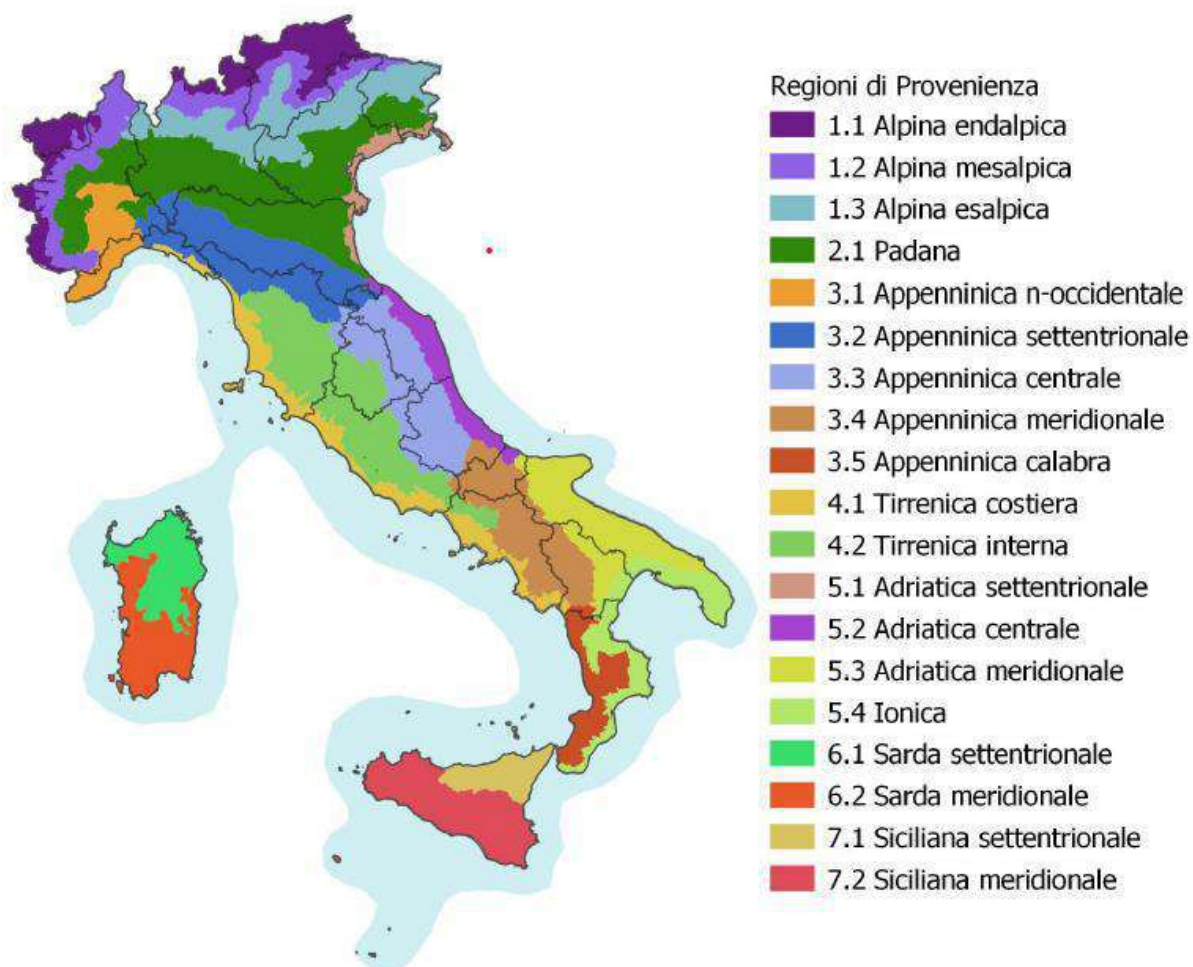 Regioni di Provenienza
1.1 Alpina endalpica
1.2 Alpina mesalpica
1.3 Alpina esalpica
2.1 Padana
3.1 Appenninica n-occidentale
3.2 Appenninica settentrionale
3.3 Appenninica centrale
3.4 Appenninica meridionale
3.5 Appenninica calabra
4.1 Tirrenica costiera
4.2 Tirrenica interna
5.1 Adriatica settentrionale
5.2 Adriatica centrale
5.3 Adriatica meridionale
5.4 Ionica
6.1 Sarda settentrionale
6.2 Sarda meridionale
7.1 Siciliana settentrionale
7.2 Siciliana meridionale